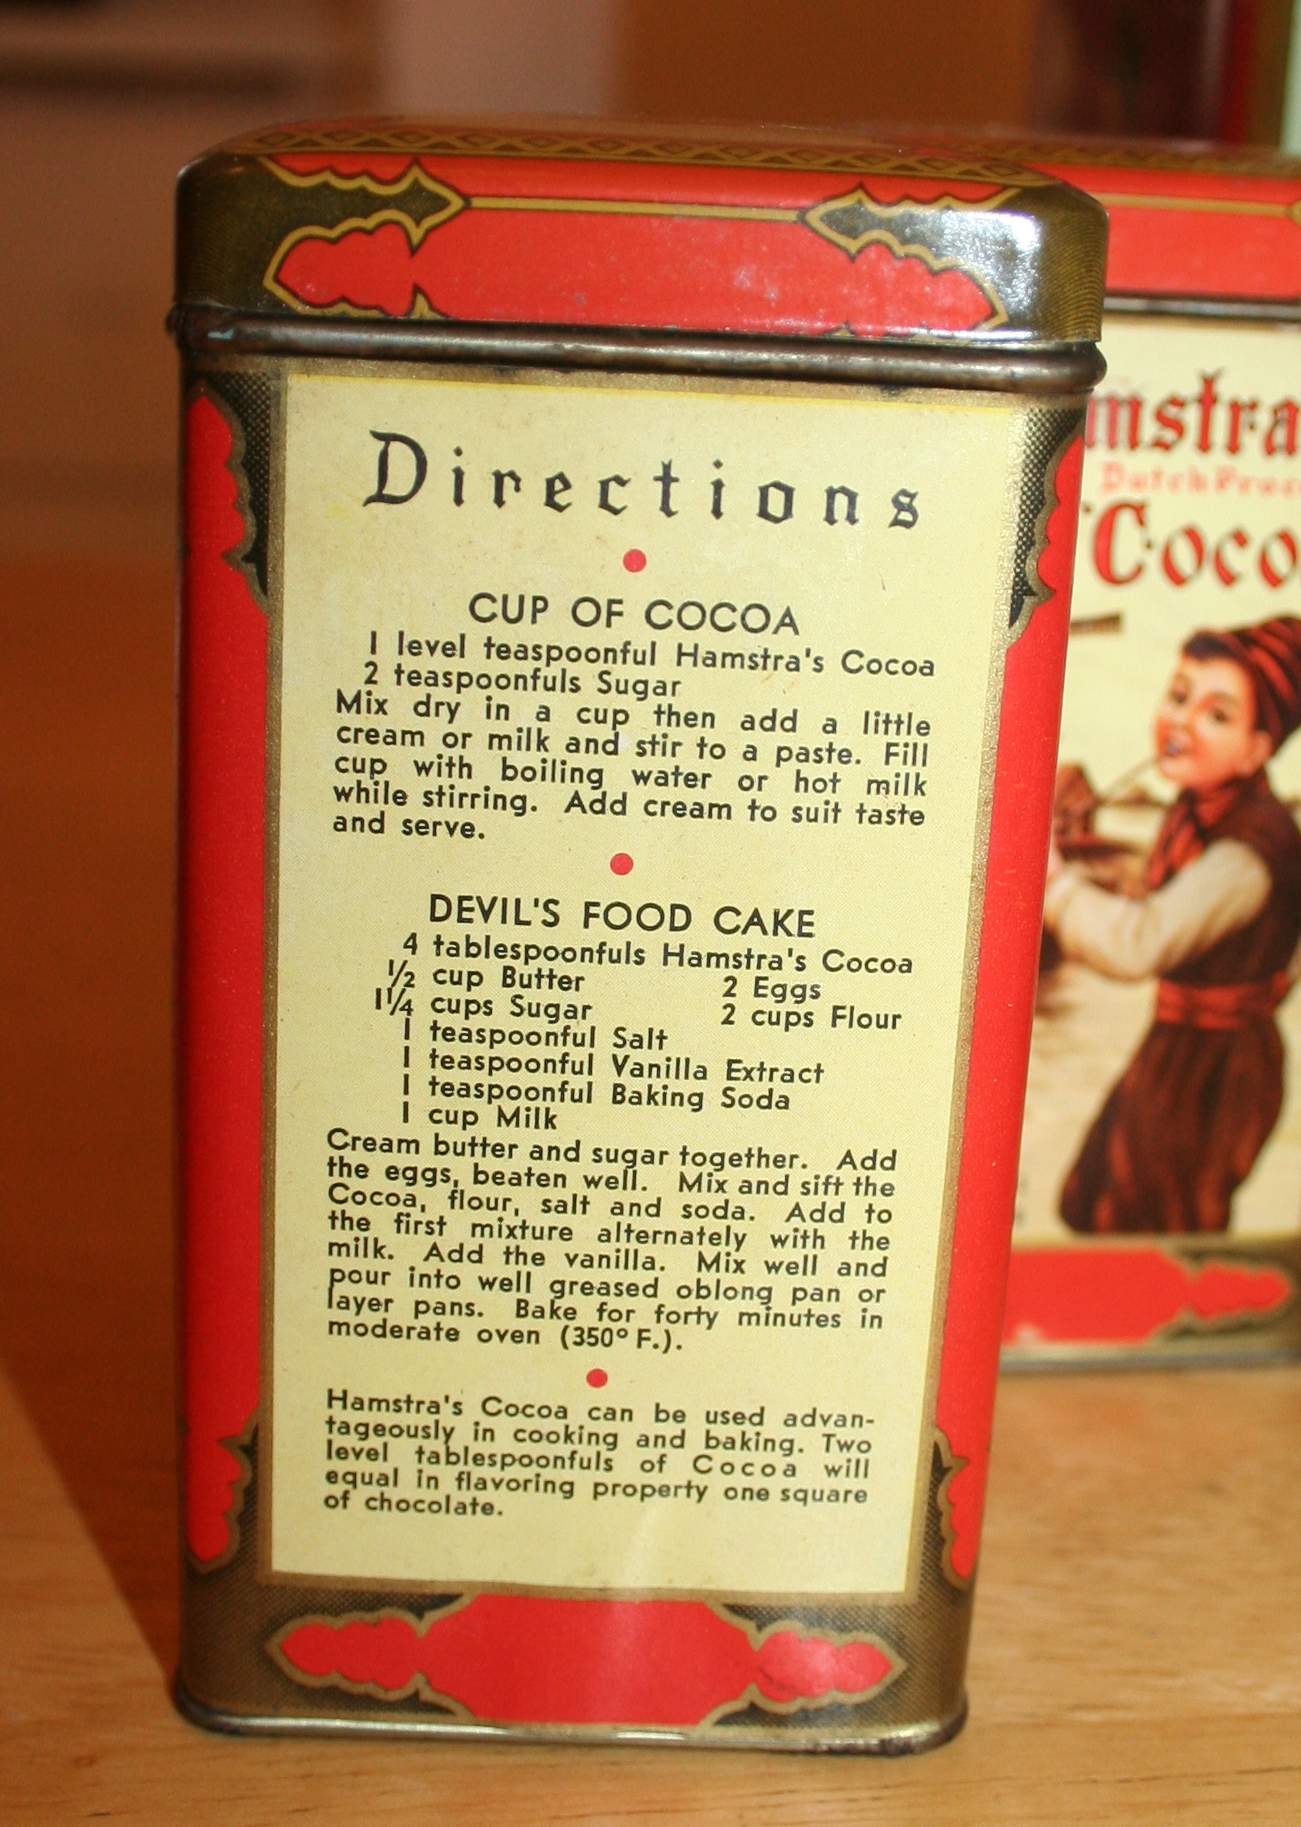 Directions
CUP OF COCOA
1 level teaspoonful Hamstra's Cocoa
2 teaspoonfuls Sugar
Mix dry in a cup then add a little
cream or milk and stir to a paste. Fill
cup with boiling water or hot milk
while stirring. Add cream to suit taste
and serve.
DEVIL'S FOOD CAKE
4 tablespoonfuls Hamstra's Cocoa
½ cup Butter 2 Eggs
1¼ cups Sugar 2 cups Flour
1 teaspoonful Salt
1 teaspoonful Vanilla Extract
1 teaspoonful Baking Soda
1 cup Milk
Cream butter and sugar together. Add
the eggs, beaten well. Mix and sift the
Cocoa, flour, salt and soda. Add to
the first mixture alternately with the
milk. Add the vanilla. Mix well and
pour into well greased oblong pan or
layer pans. Bake for forty minutes in
moderate oven (350° F.).
Hamstra's Cocoa can be used advan-
tageously in cooking and baking. Two
level tablespoonfuls of Cocoa will
equal in flavoring property one square
of chocolate.
mstra
Dutch Proc
Coco